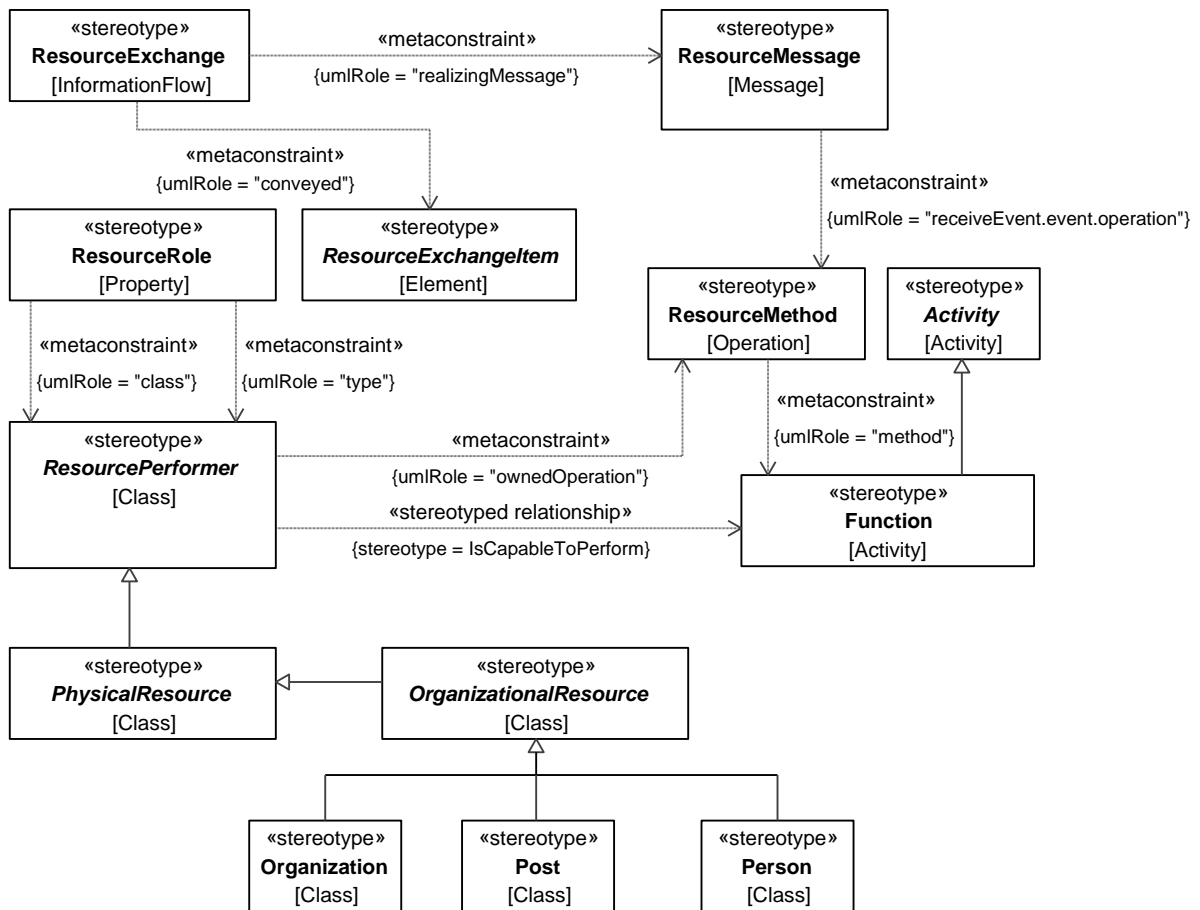 «stereotype»
ResourceExchange
[InformationFlow]
«metaconstraint»
{umlRole = "realizingMessage"}
«stereotype»
ResourceMessage
[Message]
«metaconstraint»
{umlRole = "conveyed"}
«metaconstraint»
{umlRole = "receiveEvent.event.operation"}
«stereotype»
ResourceRole
[Property]
«stereotype»
ResourceExchangeItem
[Element]
«stereotype»
ResourceMethod
[Operation]
«stereotype»
Activity
[Activity]
«metaconstraint»
{umlRole = "class"}
«metaconstraint»
{umlRole = "type"}
«metaconstraint»
{umlRole = "method"}
«stereotype»
ResourcePerformer
[Class]
«metaconstraint»
{umlRole = "ownedOperation"}
«stereotyped relationship»
{stereotype = IsCapableToPerform}
«stereotype»
Function
[Activity]
«stereotype»
PhysicalResource
[Class]
«stereotype»
OrganizationalResource
[Class]
«stereotype»
Organization
[Class]
«stereotype»
Post
[Class]
«stereotype»
Person
[Class]